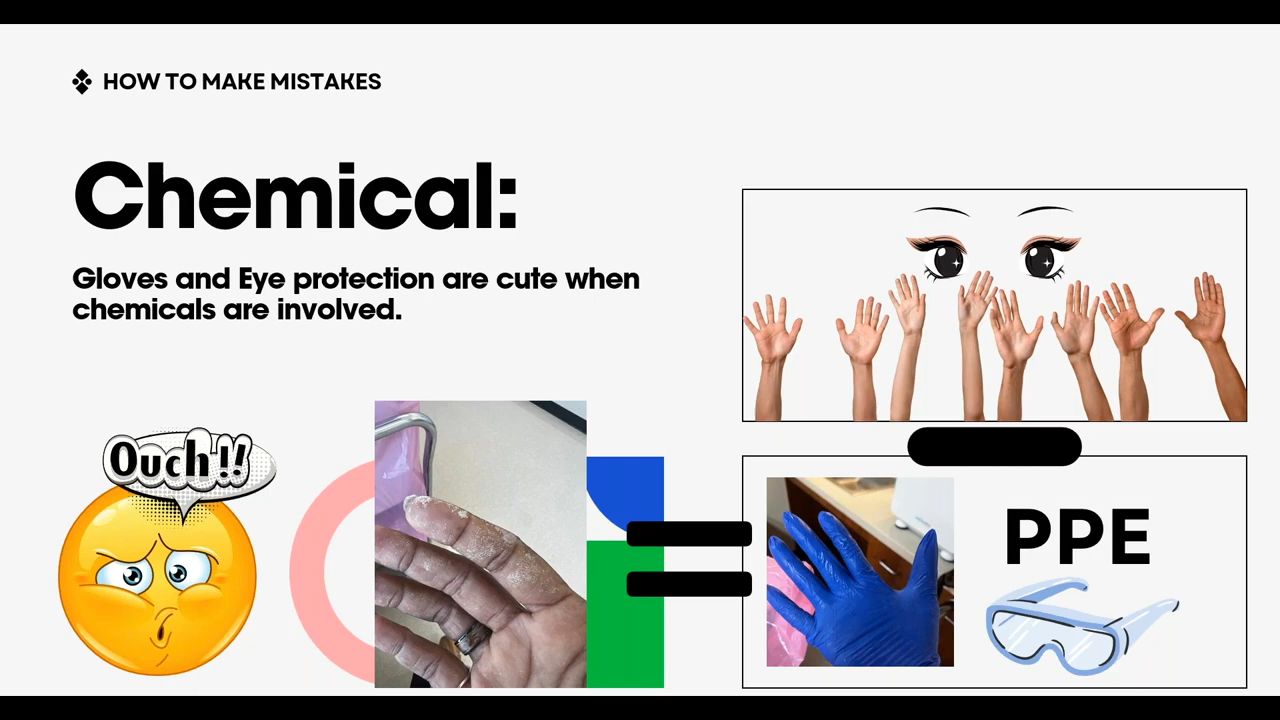 HOW TO MAKE MISTAKES
Chemical:
Gloves and Eye protection are cute when
chemicals are involved.
Ouch!!
PPE